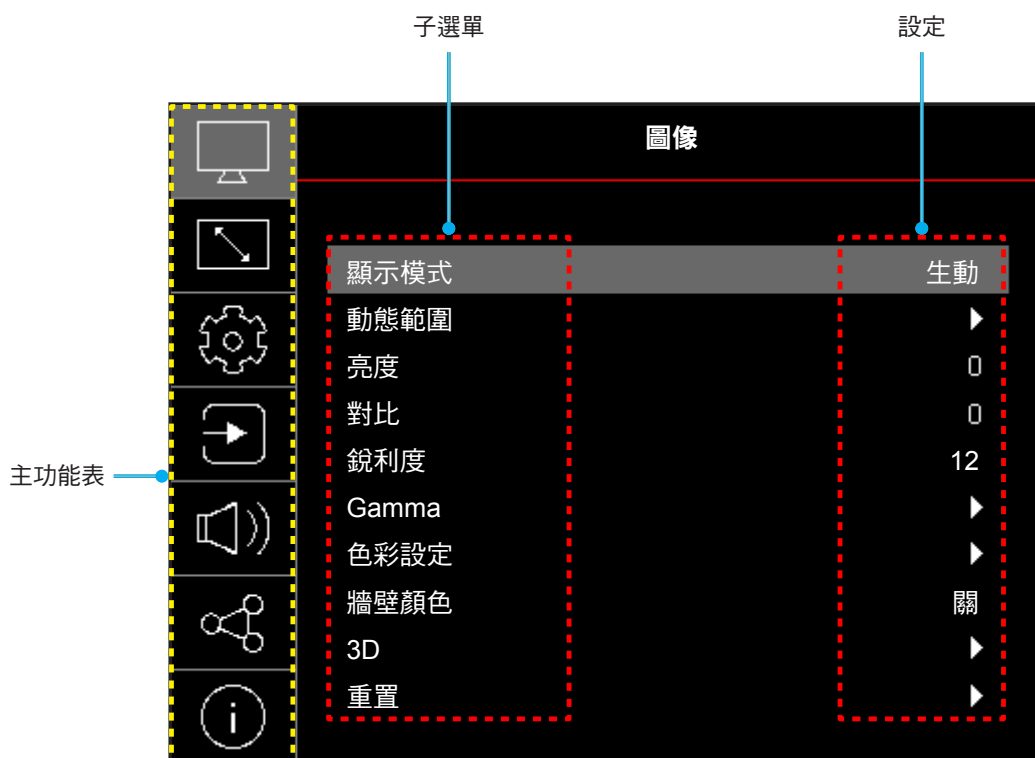 子選單
設定
圖像
顯示模式 生動
動態範圍
亮度 0
對比 0
銳利度 12
主功能表
Gamma
色彩設定
牆壁顏色 關
3D
重置